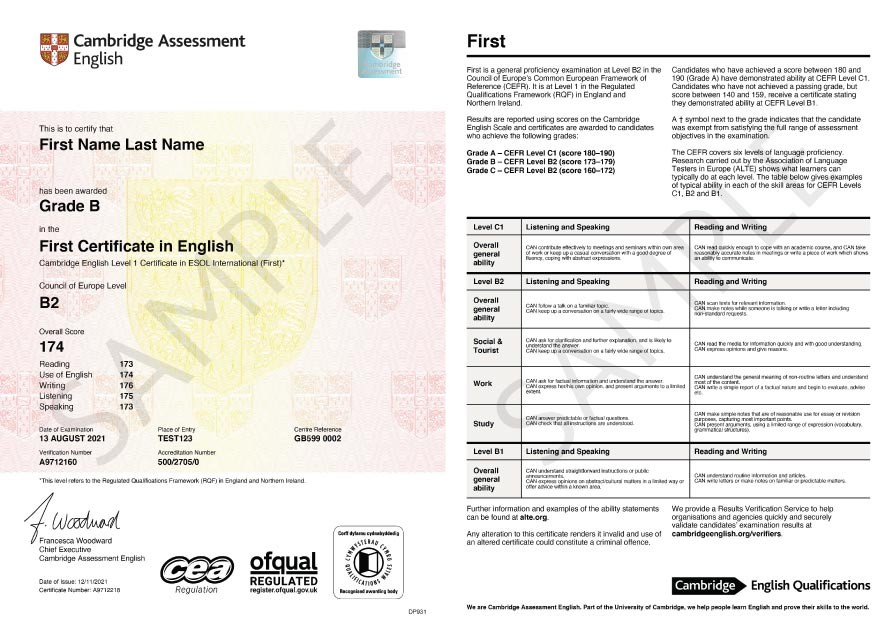 Cambridge Assessment
English
Cambridge
Assessment
This is to certify that
First Name Last Name
has been awarded
Grade B
in the
First Certificate in English
Cambridge English Level 1 Certificate in ESOL International (First)*
Council of Europe Level
B2
Overall Score
174
Reading 173
Use of English 174
Writing 176
Listening 175
Speaking 173
Date of Examination Place of Entry Centre Reference
13 AUGUST 2021 TEST123 GB599 0002
Verification Number Accreditation Number
A9712160 500/2705/0
SAMPLE
*This level refers to the Regulated Qualifications Framework (RQF) in England and Northern Ireland.
F. Woodward
Francesca Woodward
Chief Executive
Cambridge Assessment English
Date of Issue: 12/11/2021
Certificate Number: A9712218
cea
Regulation
ofqual
REGULATED
register.ofqual.gov.uk
Corff dyfarnu cydnabyddedig
CYMWYSTERAU CYMRU
QUALIFICATIONS WALES
Recognised awarding body
DP931
First
First is a general proficiency examination at Level B2 in the
Council of Europe's Common European Framework of
Reference (CEFR). It is at Level 1 in the Regulated
Qualifications Framework (RQF) in England and
Northern Ireland.
Results are reported using scores on the Cambridge
English Scale and certificates are awarded to candidates
who achieve the following grades:
Grade A – CEFR Level C1 (score 180–190)
Grade B – CEFR Level B2 (score 173–179)
Grade C – CEFR Level B2 (score 160–172)
Candidates who have achieved a score between 180 and
190 (Grade A) have demonstrated ability at CEFR Level C1.
Candidates who have not achieved a passing grade, but
score between 140 and 159, receive a certificate stating
they demonstrated ability at CEFR Level B1.
A † symbol next to the grade indicates that the candidate
was exempt from satisfying the full range of assessment
objectives in the examination.
The CEFR covers six levels of language proficiency.
Research carried out by the Association of Language
Testers in Europe (ALTE) shows what learners can
typically do at each level. The table below gives examples
of typical ability in each of the skill areas for CEFR Levels
C1, B2 and B1.
SAMPLE
Level C1 Listening and Speaking Reading and Writing
Overall
general
ability
CAN contribute effectively to meetings and seminars within own area
of work or keep up a casual conversation with a good degree of
fluency, coping with abstract expressions.
CAN read quickly enough to cope with an academic course, and CAN take
reasonably accurate notes in meetings or write a piece of work which shows
an ability to communicate.
Level B2 Listening and Speaking Reading and Writing
Overall
general
ability
CAN follow a talk on a familiar topic.
CAN keep up a conversation on a fairly wide range of topics.
CAN scan texts for relevant information.
CAN make notes while someone is talking or write a letter including
non-standard requests.
Social &
Tourist
CAN ask for clarification and further explanation, and is likely to
understand the answer.
CAN keep up a conversation on a fairly wide range of topics.
CAN read the media for information quickly and with good understanding.
CAN express opinions and give reasons.
Work
CAN ask for factual information and understand the answer.
CAN express her/his own opinion, and present arguments to a limited
extent.
CAN understand the general meaning of non-routine letters and understand
most of the content.
CAN write a simple report of a factual nature and begin to evaluate, advise
etc.
Study
CAN answer predictable or factual questions.
CAN check that all instructions are understood.
CAN make simple notes that are of reasonable use for essay or revision
purposes, capturing most important points.
CAN present arguments, using a limited range of expression (vocabulary,
grammatical structures).
Level B1 Listening and Speaking Reading and Writing
Overall
general
ability
CAN understand straightforward instructions or public
announcements.
CAN express opinions on abstract/cultural matters in a limited way or
offer advice within a known area.
CAN understand routine information and articles.
CAN write letters or make notes on familiar or predictable matters.
Further information and examples of the ability statements
can be found at alte.org.
Any alteration to this certificate renders it invalid and use of
an altered certificate could constitute a criminal offence.
We provide a Results Verification Service to help
organisations and agencies quickly and securely
validate candidates' examination results at
cambridgeenglish.org/verifiers.
Cambridge English Qualifications
We are Cambridge Assessment English. Part of the University of Cambridge, we help people learn English and prove their skills to the world.